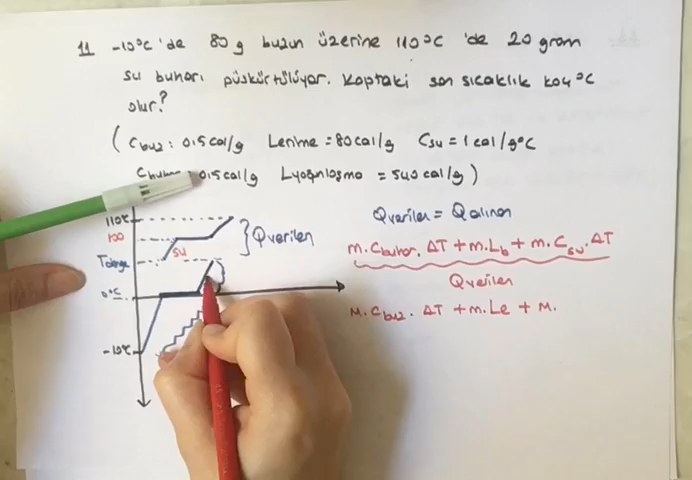 11 -10°C 'de 80 g buzun üzerine 110°C 'de 20 gram
su buharı püskürtülüyor. Kaptaki son sıcaklık kaç °C
olur?
( Cbuz : 0,5 cal/g Lerime = 80 cal/g Csu = 1 cal/g°C
0,5 cal/g Lyoğunlaşma = 540 cal/g )
110°C
100
Tdenge
0°C
-10°C
su
} Qverilen
Qverilen = Qalınan
m. Cbuhar. ΔT + m. Lb + m. Csu. ΔT
Qverilen
m. Cbuz. ΔT + m. Le + m.